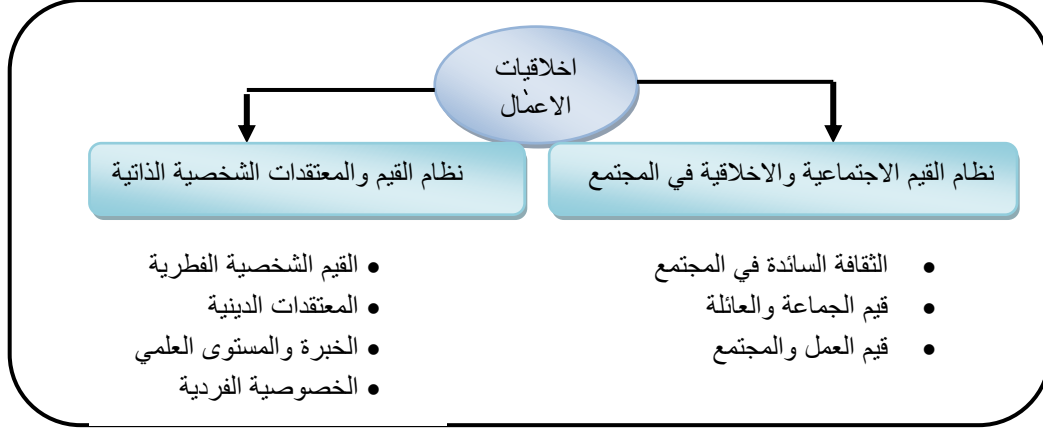 اخلاقيات
الاعمال
نظام القيم الاجتماعية والاخلاقية في المجتمع
نظام القيم والمعتقدات الشخصية الذاتية
• الثقافة السائدة في المجتمع
• قيم الجماعة والعائلة
• قيم العمل والمجتمع
• القيم الشخصية الفطرية
• المعتقدات الدينية
• الخبرة والمستوى العلمي
• الخصوصية الفردية